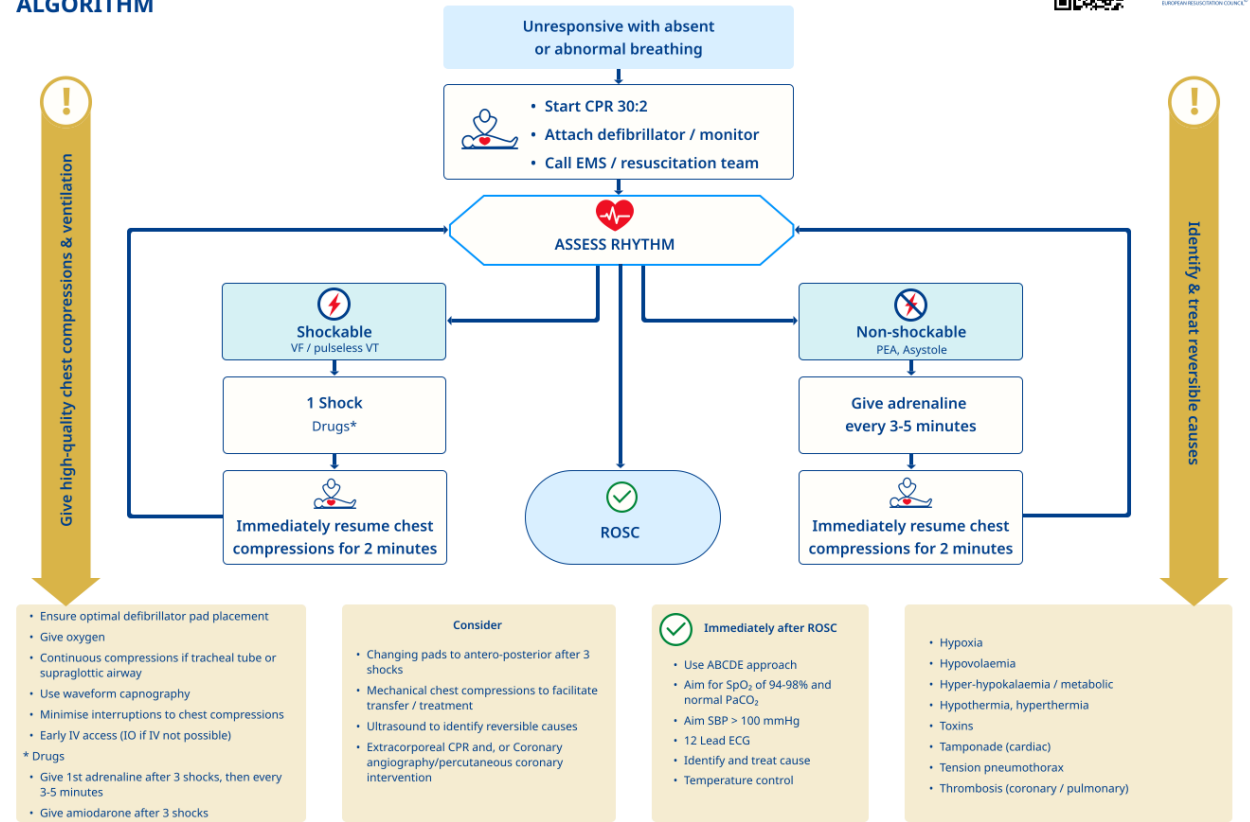 ALGORITHM
EUROPEAN RESUSCITATION COUNCIL
Unresponsive with absent
or abnormal breathing
• Start CPR 30:2
• Attach defibrillator / monitor
• Call EMS / resuscitation team
!
Give high-quality chest compressions & ventilation
!
Identify & treat reversible causes
ASSESS RHYTHM
Shockable
VF / pulseless VT
1 Shock
Drugs*
Immediately resume chest
compressions for 2 minutes
ROSC
Non-shockable
PEA, Asystole
Give adrenaline
every 3-5 minutes
Immediately resume chest
compressions for 2 minutes
• Ensure optimal defibrillator pad placement
• Give oxygen
• Continuous compressions if tracheal tube or
supraglottic airway
• Use waveform capnography
• Minimise interruptions to chest compressions
• Early IV access (IO if IV not possible)
* Drugs
• Give 1st adrenaline after 3 shocks, then every
3-5 minutes
• Give amiodarone after 3 shocks
Consider
• Changing pads to antero-posterior after 3
shocks
• Mechanical chest compressions to facilitate
transfer / treatment
• Ultrasound to identify reversible causes
• Extracorporeal CPR and, or Coronary
angiography/percutaneous coronary
intervention
Immediately after ROSC
• Use ABCDE approach
• Aim for SpO₂ of 94-98% and
normal PaCO₂
• Aim SBP > 100 mmHg
• 12 Lead ECG
• Identify and treat cause
• Temperature control
• Hypoxia
• Hypovolaemia
• Hyper-hypokalaemia / metabolic
• Hypothermia, hyperthermia
• Toxins
• Tamponade (cardiac)
• Tension pneumothorax
• Thrombosis (coronary / pulmonary)